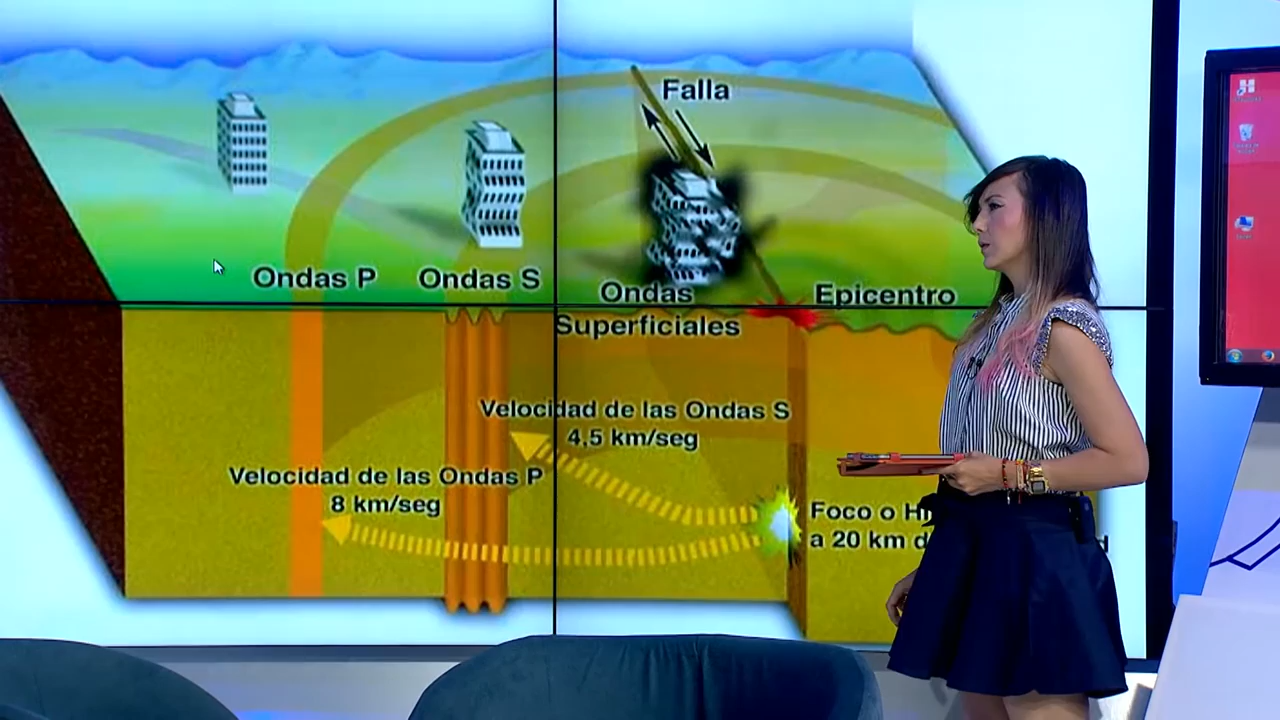 Falla
Ondas P
Ondas S
Ondas
Superficiales
Epicentro
Velocidad de las Ondas S
4,5 km/seg
Velocidad de las Ondas P
8 km/seg
Foco o
a 20 km